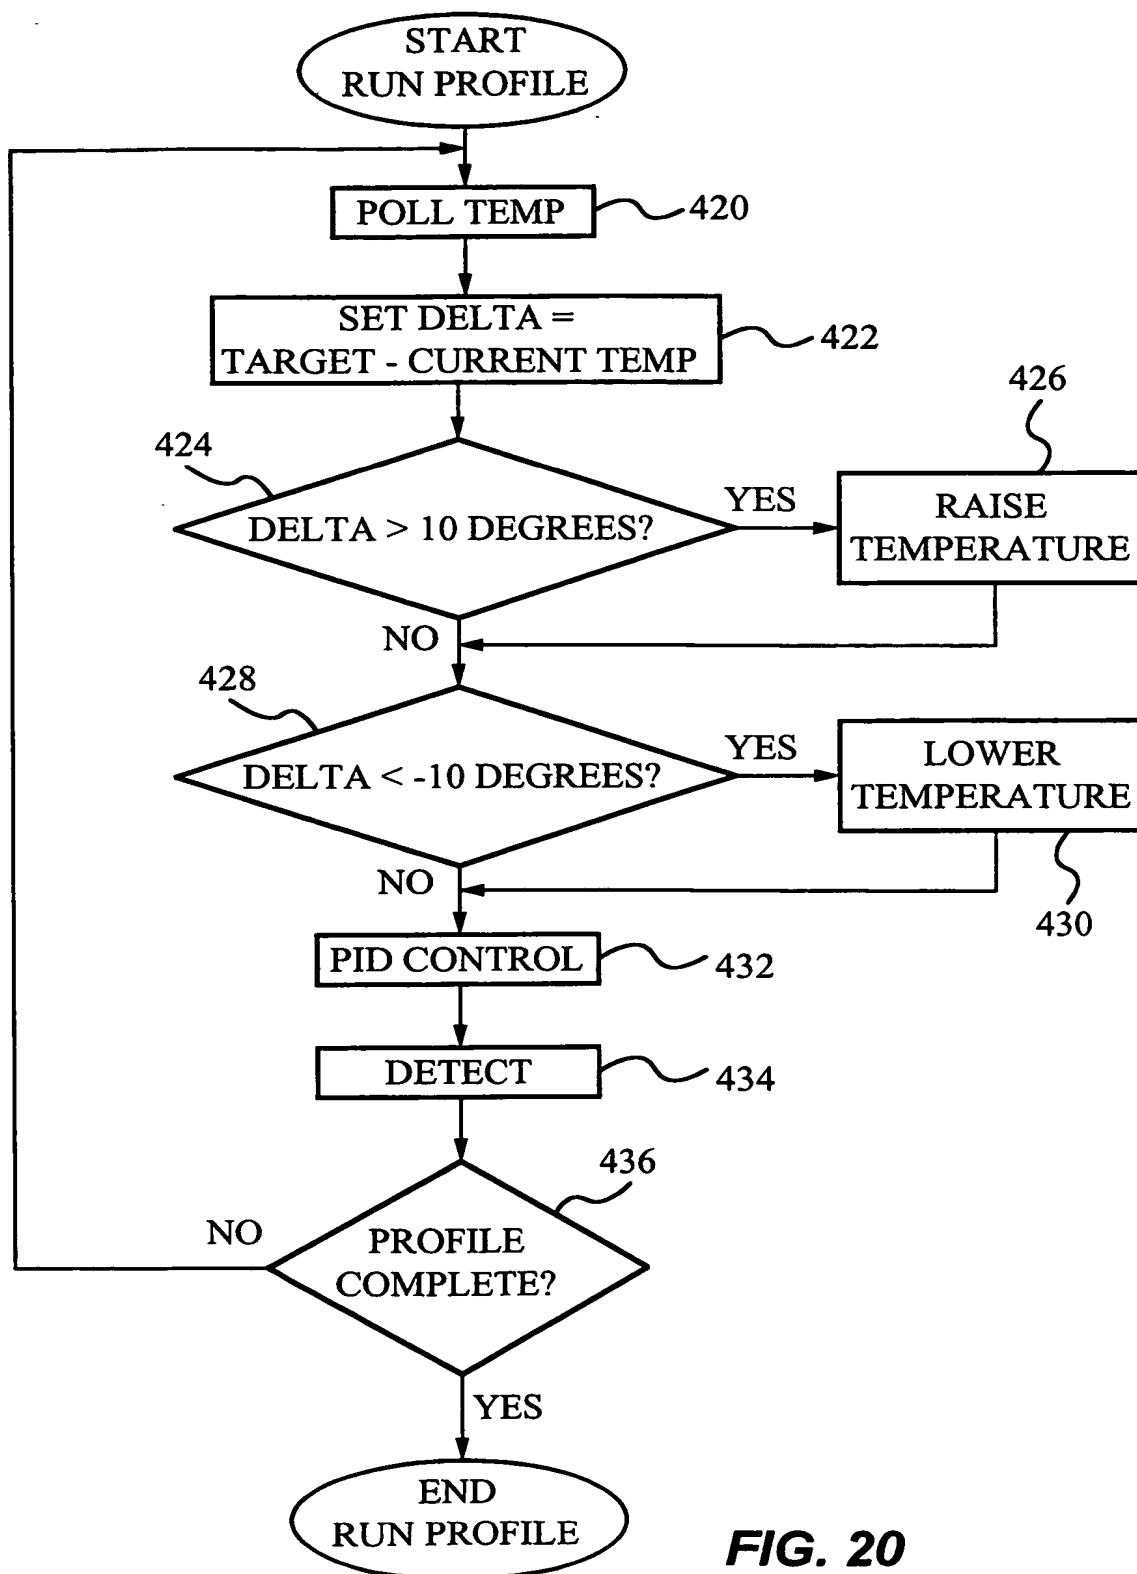 START
RUN PROFILE
POLL TEMP
420
SET DELTA =
TARGET - CURRENT TEMP
422
424
DELTA > 10 DEGREES?
YES
426
RAISE
TEMPERATURE
NO
428
DELTA < -10 DEGREES?
YES
LOWER
TEMPERATURE
430
NO
PID CONTROL
432
DETECT
434
436
PROFILE
COMPLETE?
NO
YES
END
RUN PROFILE
FIG. 20